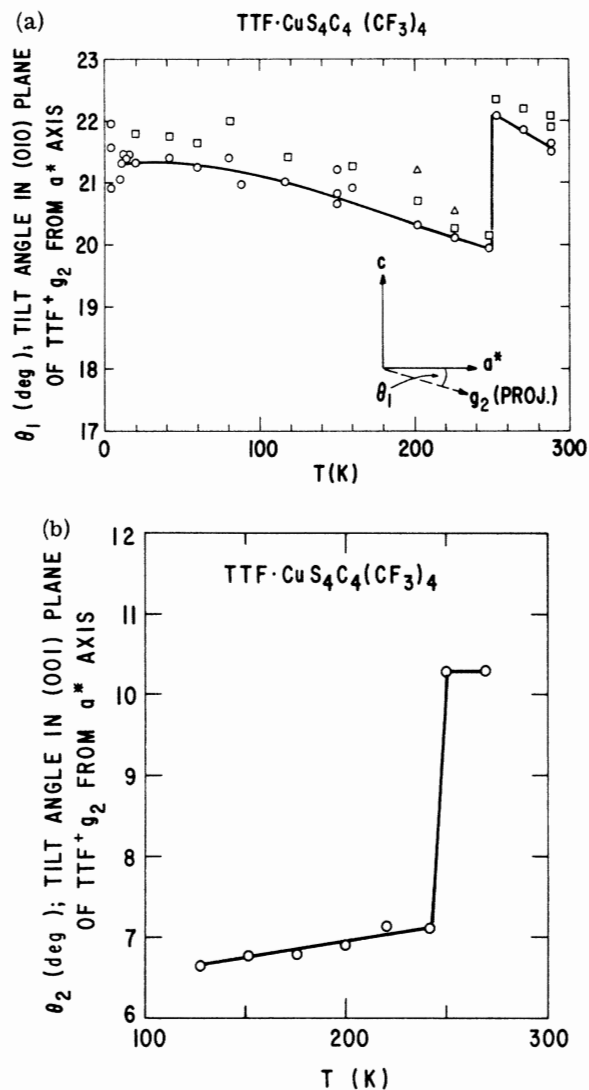 (a)
TTF·CuS₄C₄ (CF₃)₄
θ₁ (deg); TILT ANGLE IN (010) PLANE
OF TTF⁺ g₂ FROM a* AXIS
23
22
21
20
19
18
17
c
a*
g₂ (PROJ.)
θ₁
0
100
200
300
T(K)
(b)
TTF·CuS₄C₄(CF₃)₄
θ₂ (deg); TILT ANGLE IN (001) PLANE
OF TTF⁺ g₂ FROM a* AXIS
12
11
10
9
8
7
6
100
200
300
T (K)